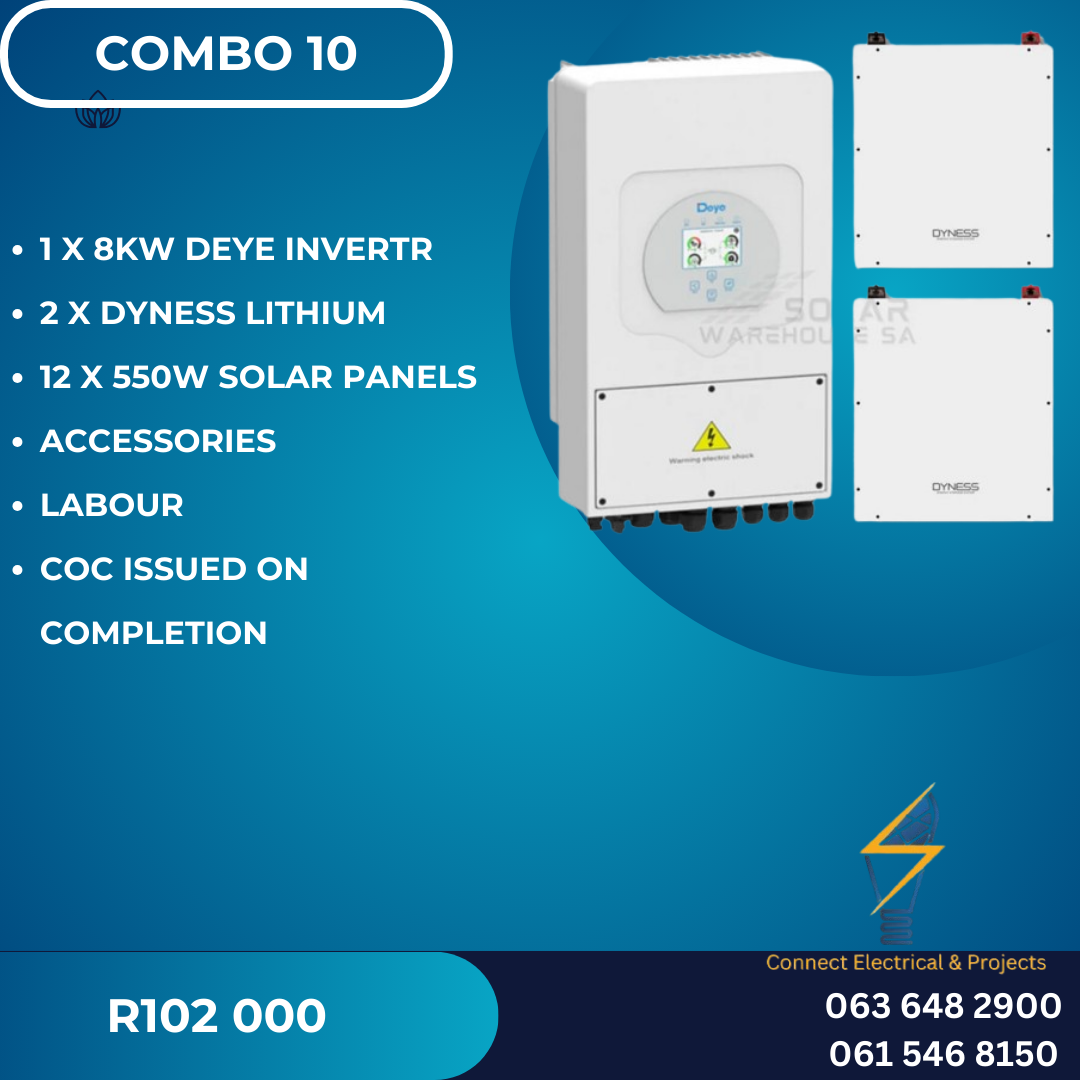 COMBO 10
• 1 X 8KW DEYE INVERTR
• 2 X DYNESS LITHIUM
• 12 X 550W SOLAR PANELS
• ACCESSORIES
• LABOUR
• COC ISSUED ON
COMPLETION
Deye
Warning electric shock
SOLAR
WAREHOUSE SA
DYNESS
DYNESS
R102 000
Connect Electrical & Projects
063 648 2900
061 546 8150